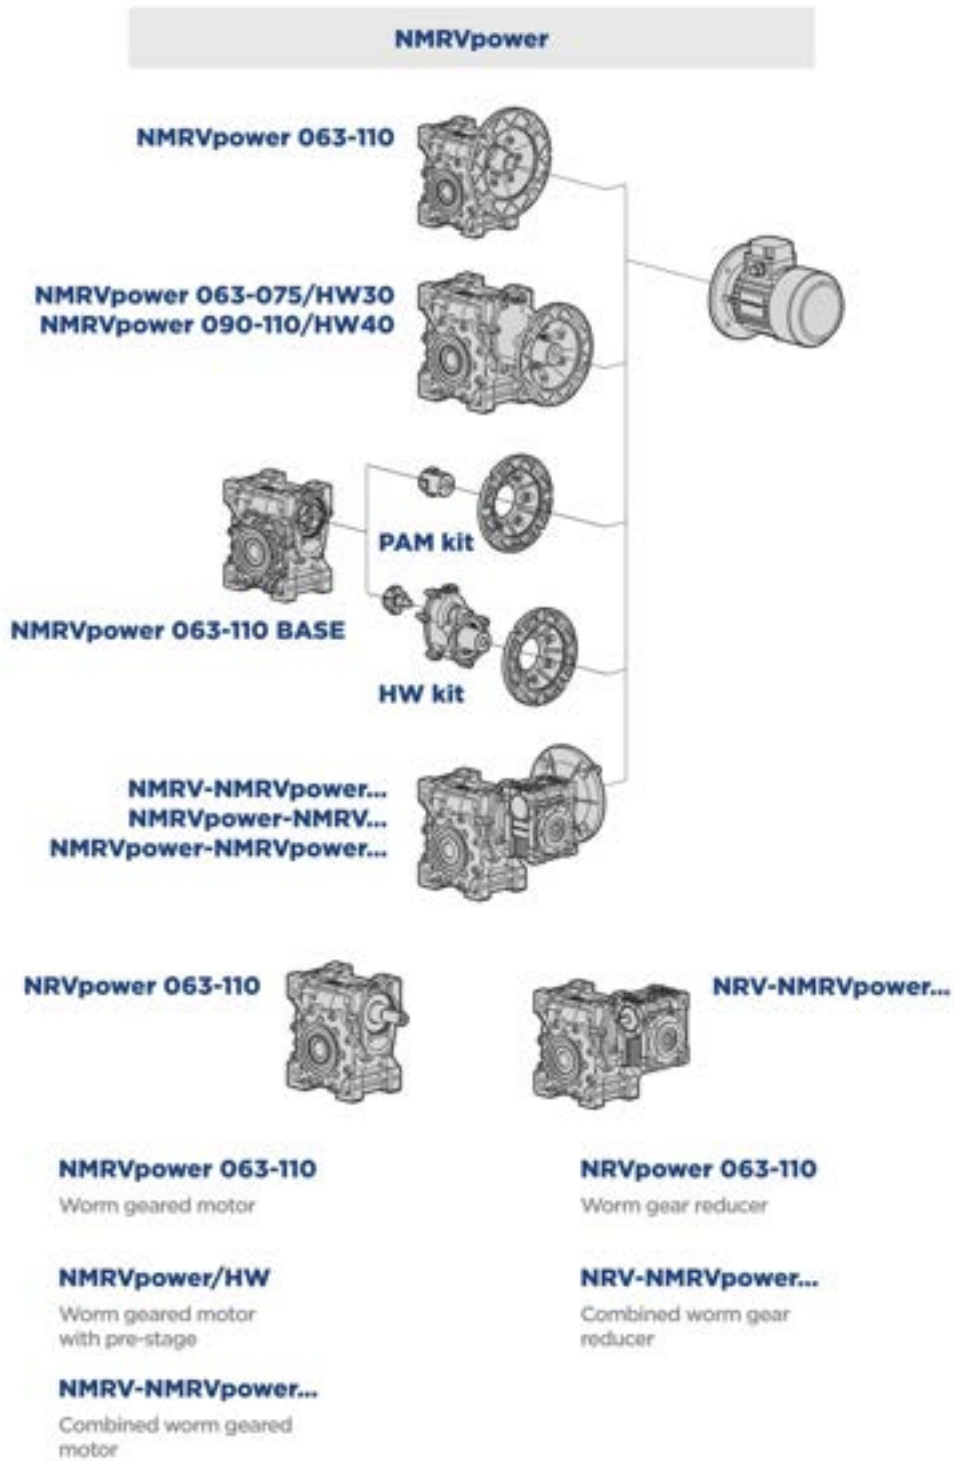 NMRVpower
NMRVpower 063-110
NMRVpower 063-075/HW30
NMRVpower 090-110/HW40
PAM kit
NMRVpower 063-110 BASE
HW kit
NMRV-NMRVpower...
NMRVpower-NMRV...
NMRVpower-NMRVpower...
NRVpower 063-110
NRV-NMRVpower...
NMRVpower 063-110
Worm geared motor
NRVpower 063-110
Worm gear reducer
NMRVpower/HW
Worm geared motor
with pre-stage
NRV-NMRVpower...
Combined worm gear
reducer
NMRV-NMRVpower...
Combined worm geared
motor